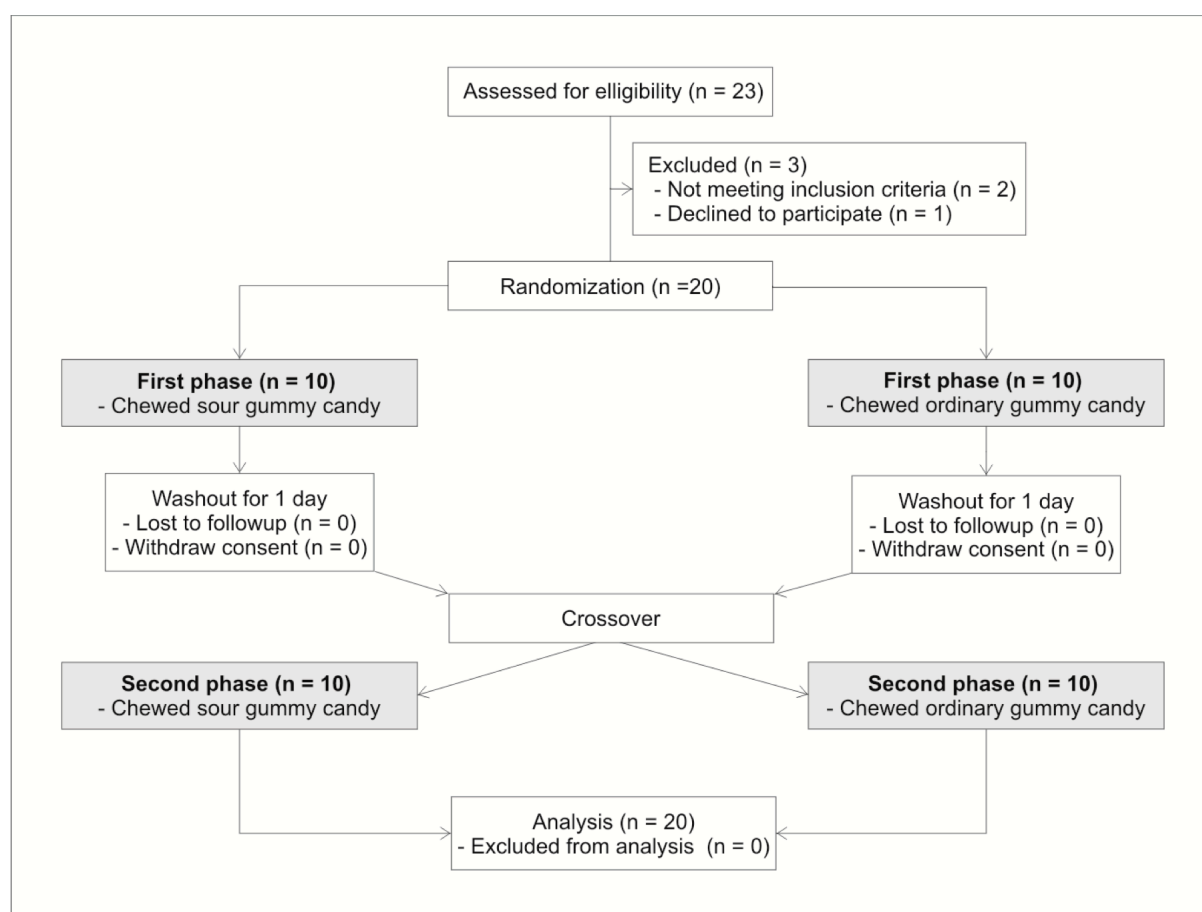 Assessed for elligibility (n = 23)
Excluded (n = 3)
- Not meeting inclusion criteria (n = 2)
- Declined to participate (n = 1)
Randomization (n =20)
First phase (n = 10)
- Chewed sour gummy candy
First phase (n = 10)
- Chewed ordinary gummy candy
Washout for 1 day
- Lost to followup (n = 0)
- Withdraw consent (n = 0)
Washout for 1 day
- Lost to followup (n = 0)
- Withdraw consent (n = 0)
Crossover
Second phase (n = 10)
- Chewed sour gummy candy
Second phase (n = 10)
- Chewed ordinary gummy candy
Analysis (n = 20)
- Excluded from analysis (n = 0)